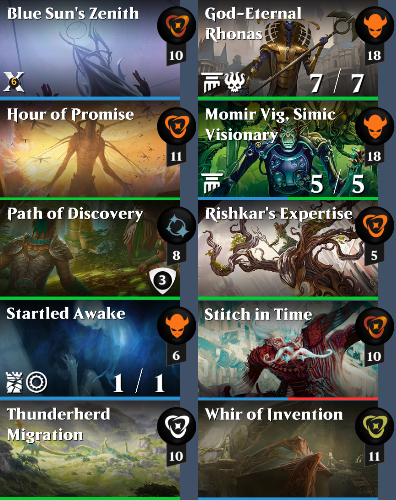 Blue Sun's Zenith
X
6
10
God-Eternal
Rhonas
7 / 7
18
Hour of Promise
11
Momir Vig, Simic
Visionary
5 / 5
18
Path of Discovery
8
3
Rishkar's Expertise
5
Startled Awake
1 / 1
6
Stitch in Time
10
Thunderherd
Migration
10
Whir of Invention
11